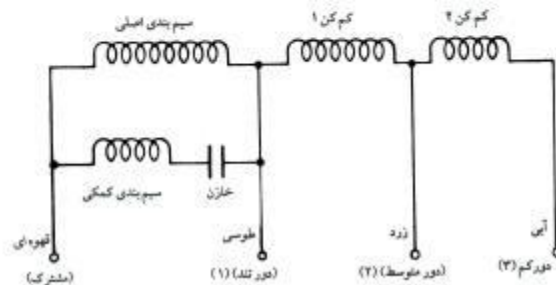 سیم بندی اصلی
کم کن ۱
کم کن ۲
سیم بندی کمکی
خازن
قهوه ای
طوسی
زرد
آبی
(مشترک)
(دور تند) (۱)
(دور متوسط) (۲)
دورکم (۳)